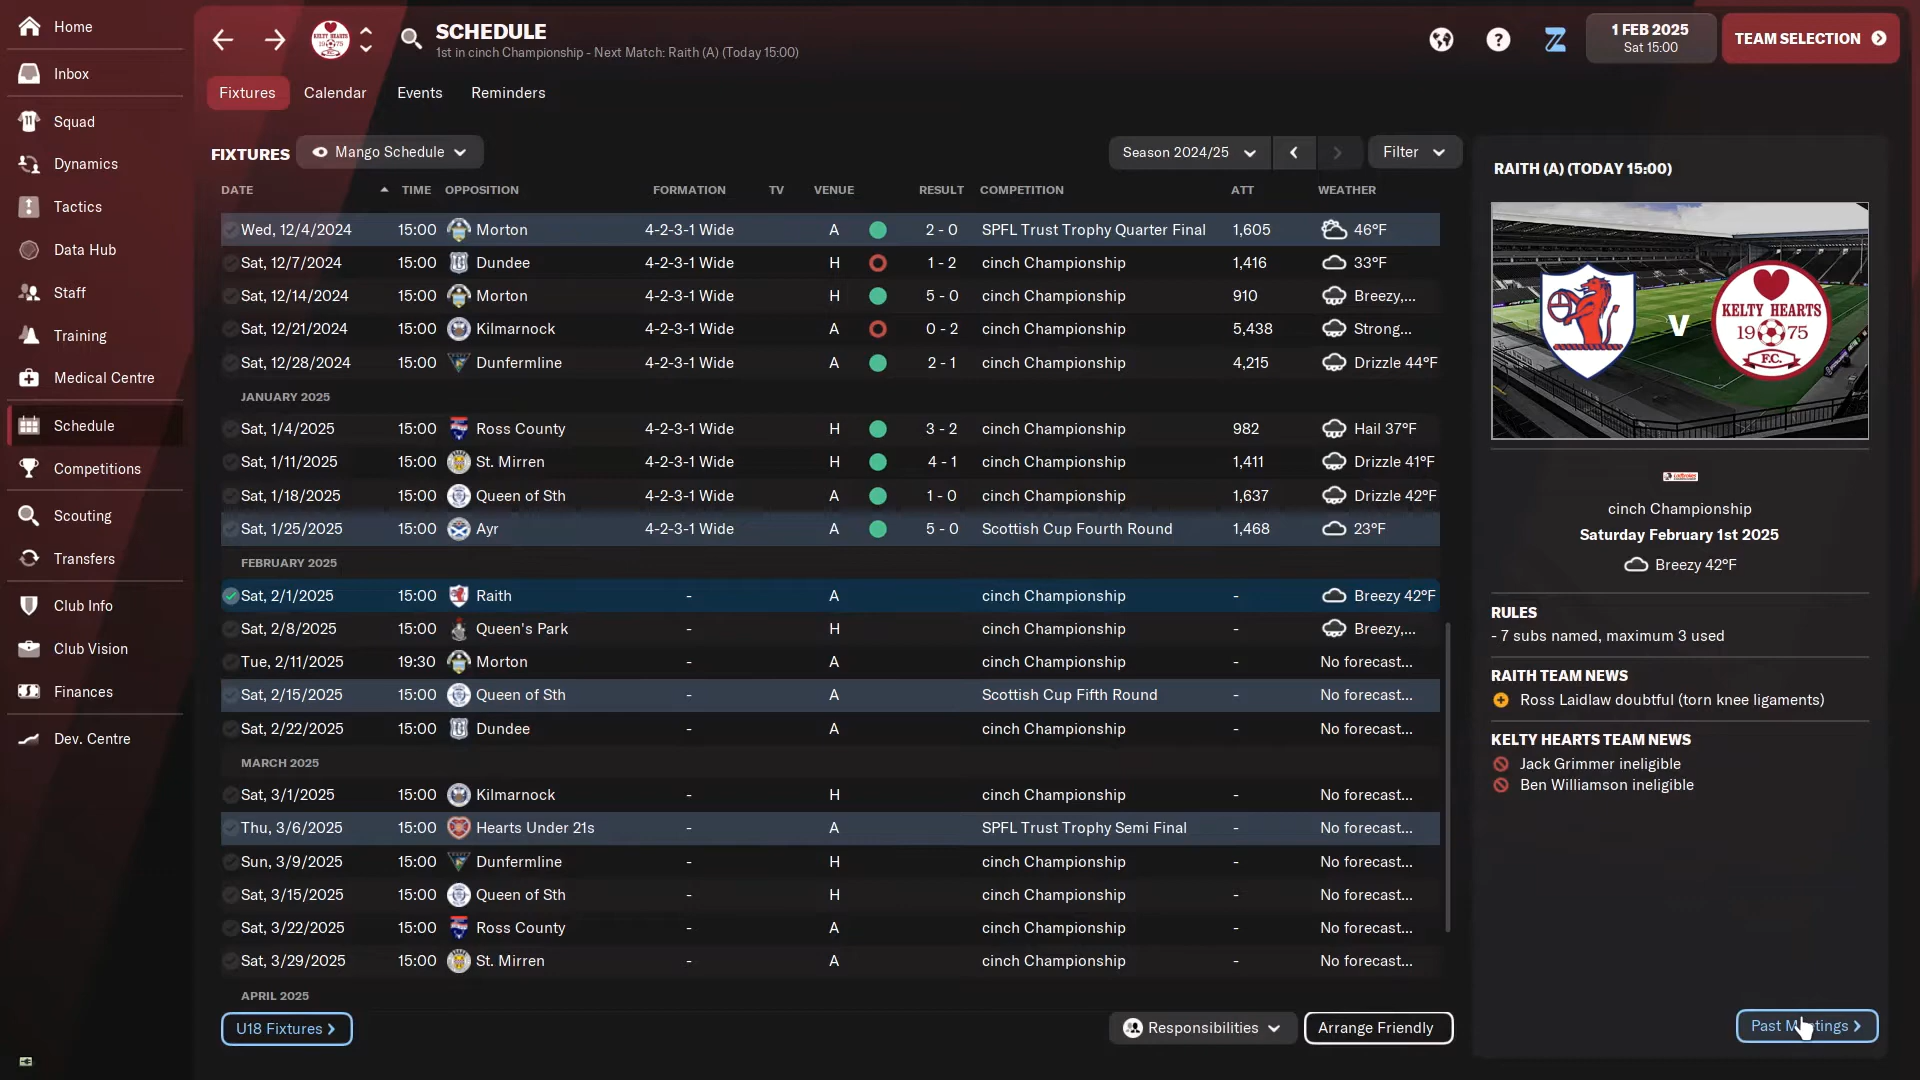 Home
Inbox
Squad
Dynamics
Tactics
Data Hub
Staff
Training
Medical Centre
Schedule
Competitions
Scouting
Transfers
Club Info
Club Vision
Finances
Dev. Centre
SCHEDULE
1st in cinch Championship - Next Match: Raith (A) (Today 15:00)
1 FEB 2025
Sat 15:00
TEAM SELECTION
Fixtures Calendar Events Reminders
FIXTURES Mango Schedule Season 2024/25 Filter
DATE TIME OPPOSITION FORMATION TV VENUE RESULT COMPETITION ATT WEATHER
Wed, 12/4/2024 15:00 Morton 4-2-3-1 Wide A 2 - 0 SPFL Trust Trophy Quarter Final 1,605 46°F
Sat, 12/7/2024 15:00 Dundee 4-2-3-1 Wide H 1 - 2 cinch Championship 1,416 33°F
Sat, 12/14/2024 15:00 Morton 4-2-3-1 Wide H 5 - 0 cinch Championship 910 Breezy,...
Sat, 12/21/2024 15:00 Kilmarnock 4-2-3-1 Wide A 0 - 2 cinch Championship 5,438 Strong...
Sat, 12/28/2024 15:00 Dunfermline 4-2-3-1 Wide A 2 - 1 cinch Championship 4,215 Drizzle 44°F
JANUARY 2025
Sat, 1/4/2025 15:00 Ross County 4-2-3-1 Wide H 3 - 2 cinch Championship 982 Hail 37°F
Sat, 1/11/2025 15:00 St. Mirren 4-2-3-1 Wide H 4 - 1 cinch Championship 1,411 Drizzle 41°F
Sat, 1/18/2025 15:00 Queen of Sth 4-2-3-1 Wide A 1 - 0 cinch Championship 1,637 Drizzle 42°F
Sat, 1/25/2025 15:00 Ayr 4-2-3-1 Wide A 5 - 0 Scottish Cup Fourth Round 1,468 23°F
FEBRUARY 2025
Sat, 2/1/2025 15:00 Raith - A cinch Championship - Breezy 42°F
Sat, 2/8/2025 15:00 Queen's Park - H cinch Championship - Breezy,...
Tue, 2/11/2025 19:30 Morton - A cinch Championship - No forecast...
Sat, 2/15/2025 15:00 Queen of Sth - A Scottish Cup Fifth Round - No forecast...
Sat, 2/22/2025 15:00 Dundee - A cinch Championship - No forecast...
MARCH 2025
Sat, 3/1/2025 15:00 Kilmarnock - H cinch Championship - No forecast...
Thu, 3/6/2025 15:00 Hearts Under 21s - A SPFL Trust Trophy Semi Final - No forecast...
Sun, 3/9/2025 15:00 Dunfermline - H cinch Championship - No forecast...
Sat, 3/15/2025 15:00 Queen of Sth - H cinch Championship - No forecast...
Sat, 3/22/2025 15:00 Ross County - A cinch Championship - No forecast...
Sat, 3/29/2025 15:00 St. Mirren - A cinch Championship - No forecast...
APRIL 2025
U18 Fixtures Responsibilities Arrange Friendly
RAITH (A) (TODAY 15:00)
V
KELTY HEARTS
1975
F.C.
cinch Championship
Saturday February 1st 2025
Breezy 42°F
RULES
- 7 subs named, maximum 3 used
RAITH TEAM NEWS
Ross Laidlaw doubtful (torn knee ligaments)
KELTY HEARTS TEAM NEWS
Jack Grimmer ineligible
Ben Williamson ineligible
Past